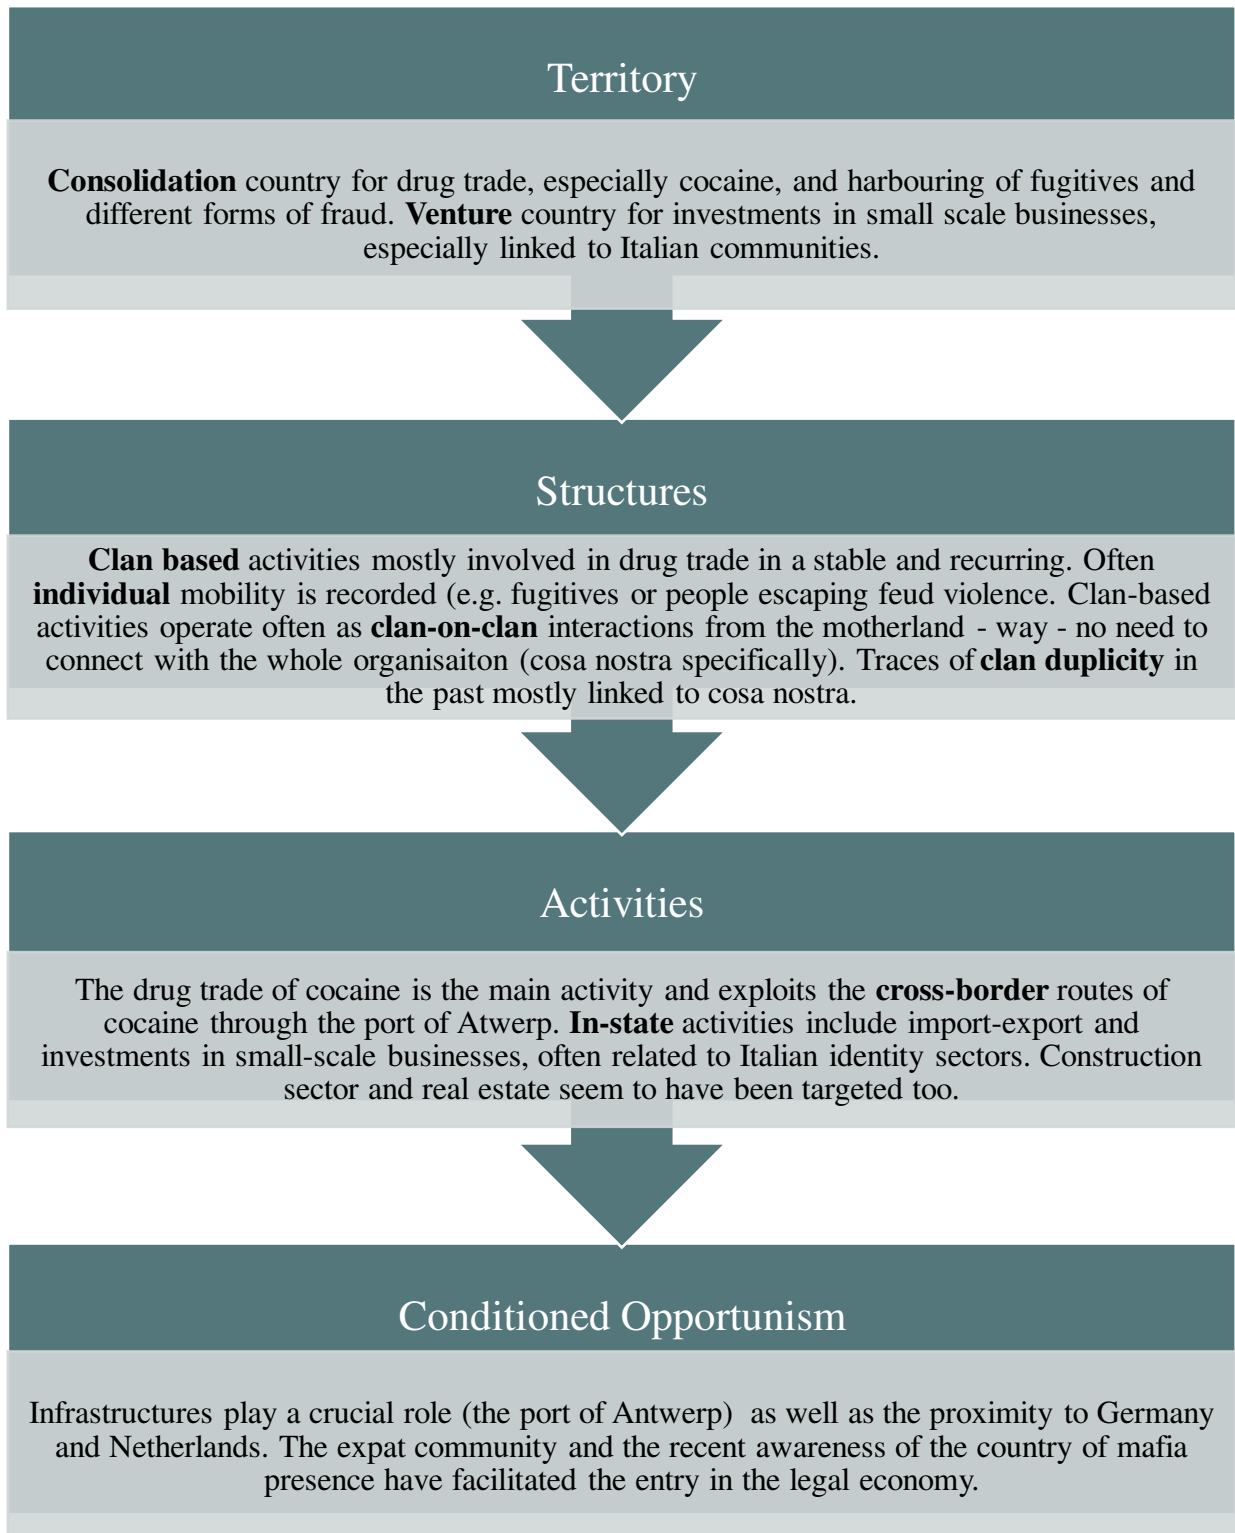 Territory
Consolidation country for drug trade, especially cocaine, and harbouring of fugitives and
different forms of fraud. Venture country for investments in small scale businesses,
especially linked to Italian communities.
Structures
Clan based activities mostly involved in drug trade in a stable and recurring. Often
individual mobility is recorded (e.g. fugitives or people escaping feud violence. Clan-based
activities operate often as clan-on-clan interactions from the motherland - way - no need to
connect with the whole organisaiton (cosa nostra specifically). Traces of clan duplicity in
the past mostly linked to cosa nostra.
Activities
The drug trade of cocaine is the main activity and exploits the cross-border routes of
cocaine through the port of Atwerp. In-state activities include import-export and
investments in small-scale businesses, often related to Italian identity sectors. Construction
sector and real estate seem to have been targeted too.
Conditioned Opportunism
Infrastructures play a crucial role (the port of Antwerp) as well as the proximity to Germany
and Netherlands. The expat community and the recent awareness of the country of mafia
presence have facilitated the entry in the legal economy.